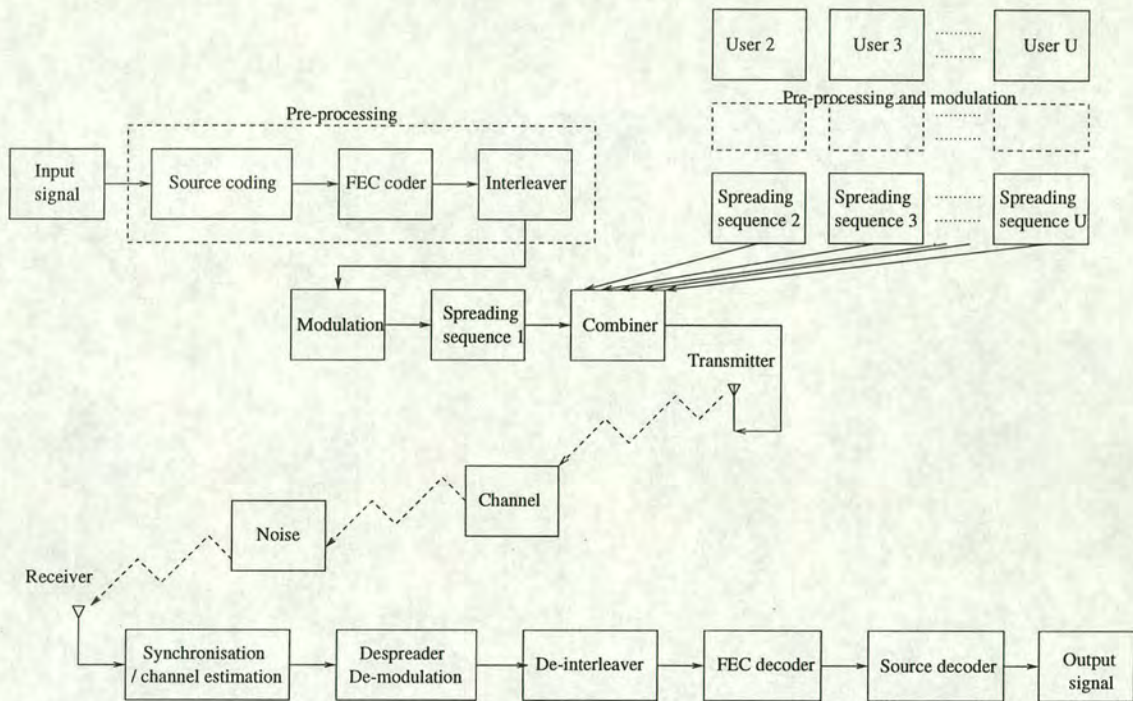 User 2
User 3
User U
Pre-processing and modulation
Pre-processing
Input
signal
Source coding
FEC coder
Interleaver
Spreading
sequence 2
Spreading
sequence 3
Spreading
sequence U
Modulation
Spreading
sequence 1
Combiner
Transmitter
Channel
Noise
Receiver
Synchronisation
/ channel estimation
Despreader
De-modulation
De-interleaver
FEC decoder
Source decoder
Output
signal